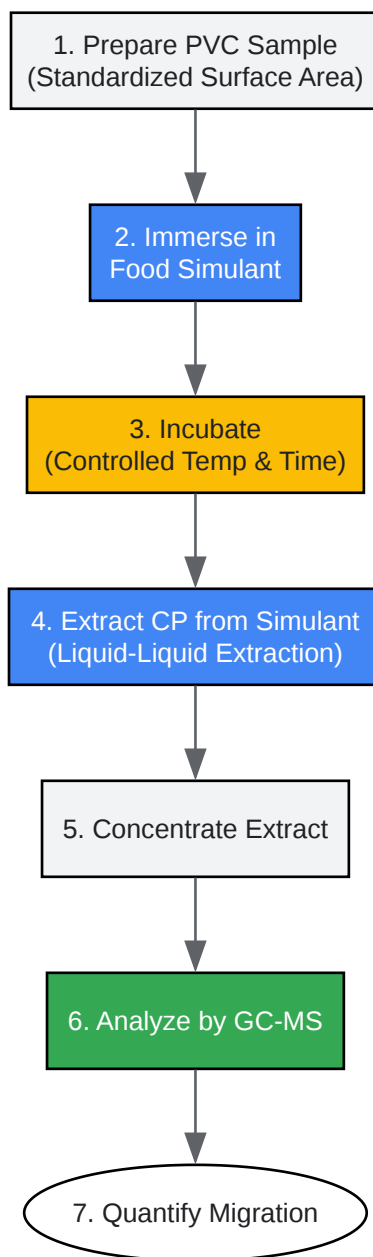 1. Prepare PVC Sample
(Standardized Surface Area)
2. Immerse in
Food Simulant
3. Incubate
(Controlled Temp & Time)
4. Extract CP from Simulant
(Liquid-Liquid Extraction)
5. Concentrate Extract
6. Analyze by GC-MS
7. Quantify Migration